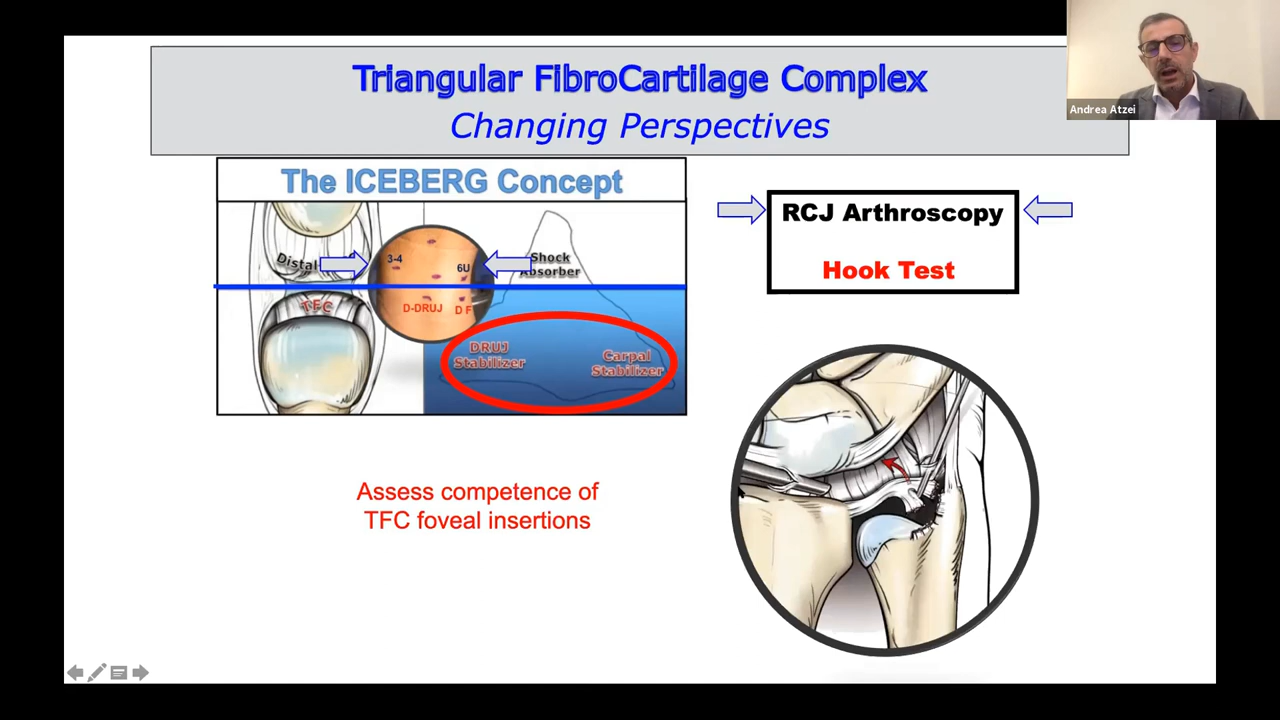 Triangular FibroCartilage Complex
Changing Perspectives
Andrea Atzei
The ICEBERG Concept
Distal
3-4
6U
Shock
Absorber
TFC
D-DRUJ
D F
DRUJ
Stabilizer
Carpal
Stabilizer
RCJ Arthroscopy
Hook Test
Assess competence of
TFC foveal insertions